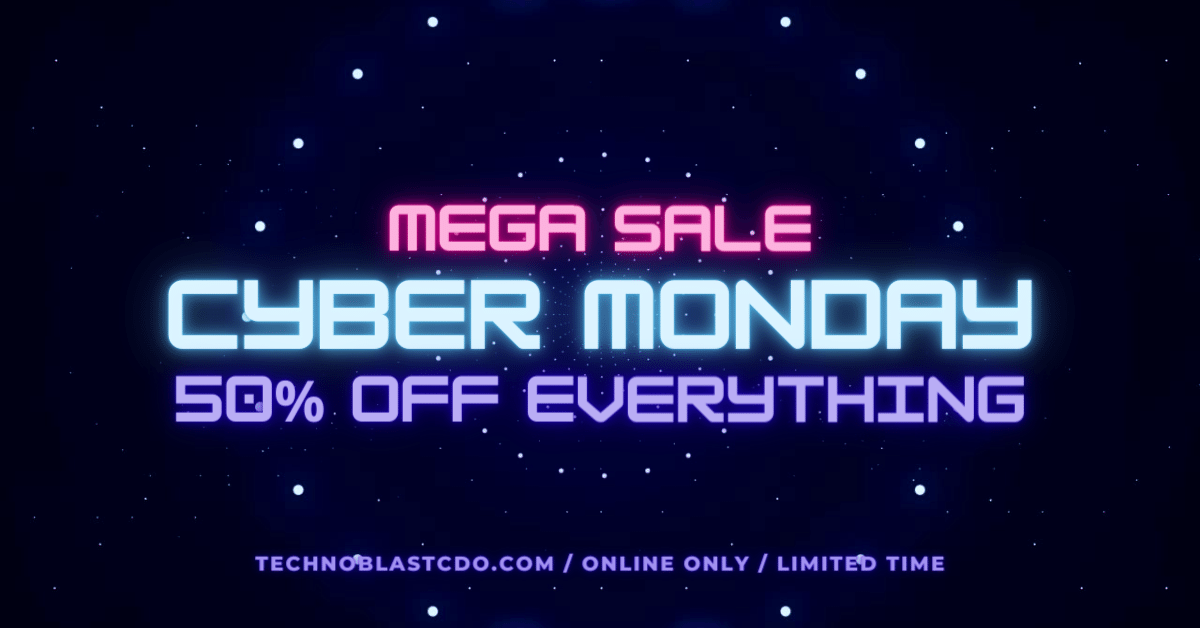 MEGA SALE
CYBER MONDAY
50% OFF EVERYTHING
TECHNOBLASTCDO.COM / ONLINE ONLY / LIMITED TIME